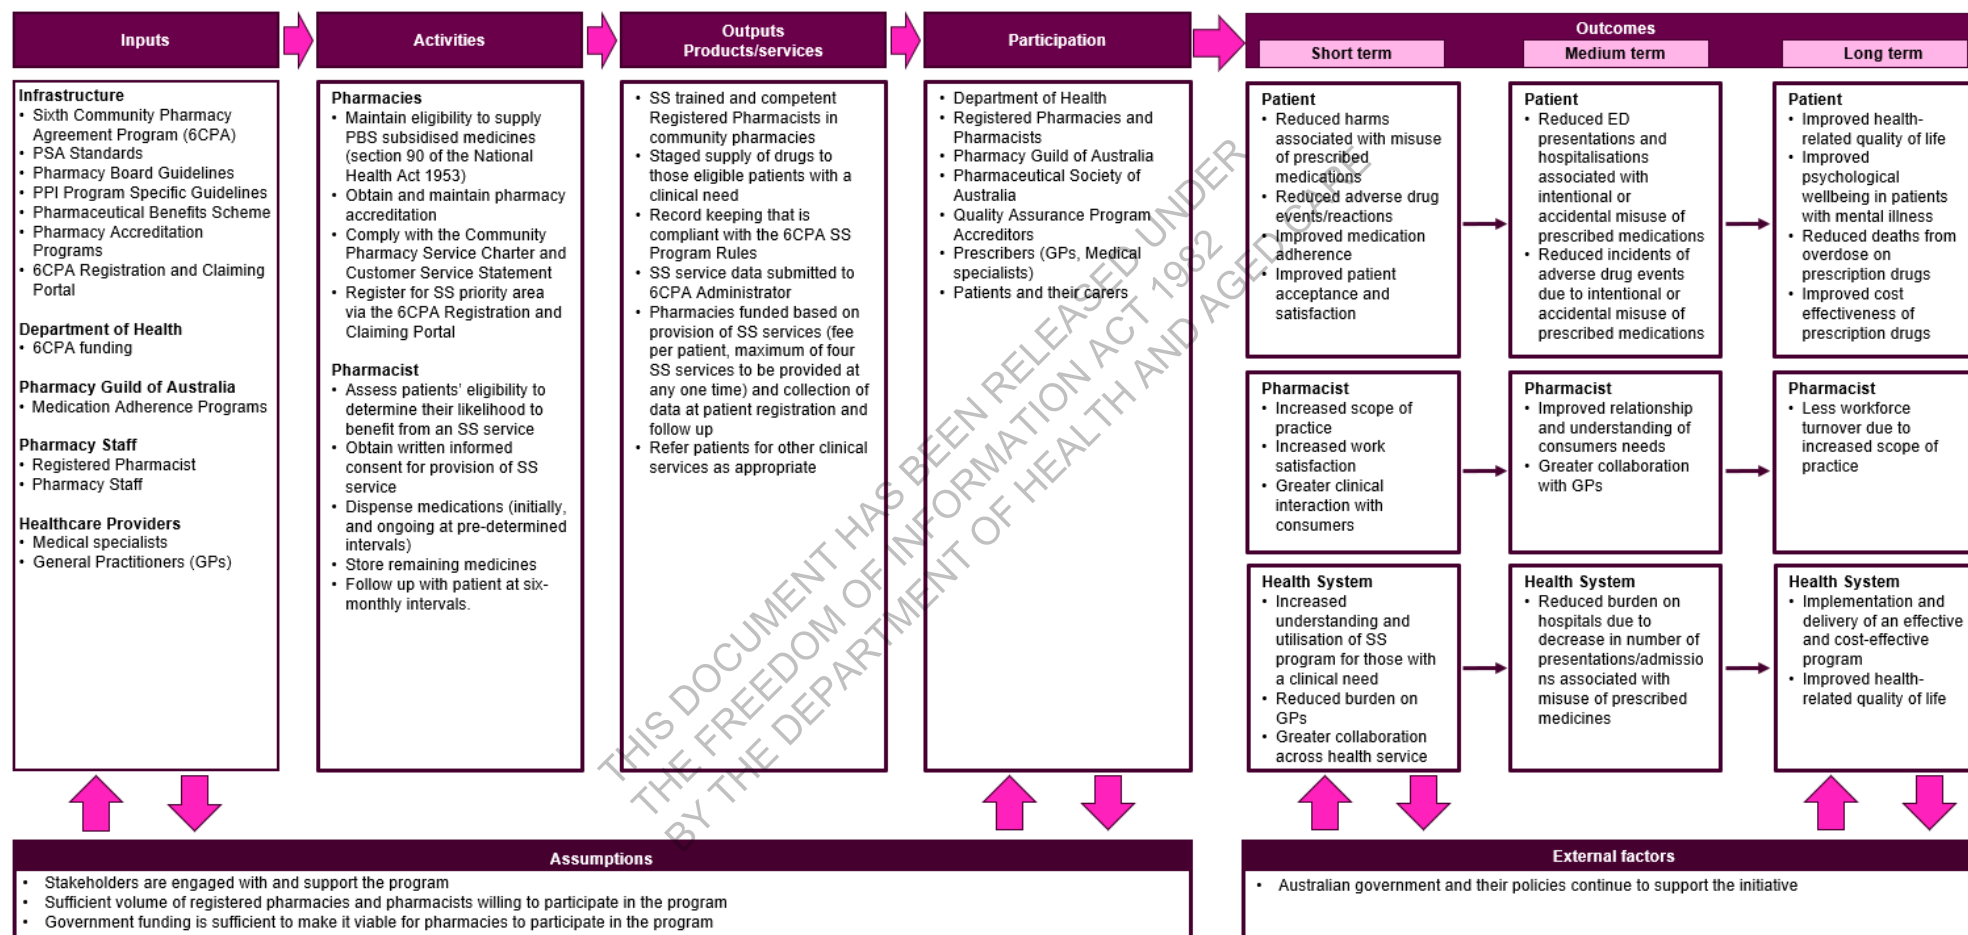 Inputs
Activities
Outputs
Products/services
Participation
Outcomes
Short term
Medium term
Long term
Infrastructure
• Sixth Community Pharmacy
Agreement Program (6CPA)
• PSA Standards
• Pharmacy Board Guidelines
• PPI Program Specific Guidelines
• Pharmaceutical Benefits Scheme
• Pharmacy Accreditation
Programs
• 6CPA Registration and Claiming
Portal
Department of Health
• 6CPA funding
Pharmacy Guild of Australia
• Medication Adherence Programs
Pharmacy Staff
• Registered Pharmacist
• Pharmacy Staff
Healthcare Providers
• Medical specialists
• General Practitioners (GPs)
Pharmacies
• Maintain eligibility to supply
PBS subsidised medicines
(section 90 of the National
Health Act 1953)
• Obtain and maintain pharmacy
accreditation
• Comply with the Community
Pharmacy Service Charter and
Customer Service Statement
• Register for SS priority area
via the 6CPA Registration and
Claiming Portal
Pharmacist
• Assess patients' eligibility to
determine their likelihood to
benefit from an SS service
• Obtain written informed
consent for provision of SS
service
• Dispense medications (initially,
and ongoing at pre-determined
intervals)
• Store remaining medicines
• Follow up with patient at six-
monthly intervals.
• SS trained and competent
Registered Pharmacists in
community pharmacies
• Staged supply of drugs to
those eligible patients with a
clinical need
• Record keeping that is
compliant with the 6CPA SS
Program Rules
• SS service data submitted to
6CPA Administrator
• Pharmacies funded based on
provision of SS services (fee
per patient, maximum of four
SS services to be provided at
any one time) and collection of
data at patient registration and
follow up
• Refer patients for other clinical
services as appropriate
• Department of Health
• Registered Pharmacies and
Pharmacists
• Pharmacy Guild of Australia
• Pharmaceutical Society of
Australia
• Quality Assurance Program
Accreditors
• Prescribers (GPs, Medical
specialists)
• Patients and their carers
Patient
• Reduced harms
associated with misuse
of prescribed
medications
• Reduced adverse drug
events/reactions
• Improved medication
adherence
• Improved patient
acceptance and
satisfaction
Patient
• Reduced ED
presentations and
hospitalisations
associated with
intentional or
accidental misuse of
prescribed medications
• Reduced incidents of
adverse drug events
due to intentional or
accidental misuse of
prescribed medications
Patient
• Improved health-
related quality of life
• Improved
psychological
wellbeing in patients
with mental illness
• Reduced deaths from
overdose on
prescription drugs
• Improved cost
effectiveness of
prescription drugs
Pharmacist
• Increased scope of
practice
• Increased work
satisfaction
• Greater clinical
interaction with
consumers
Pharmacist
• Improved relationship
and understanding of
consumers needs
• Greater collaboration
with GPs
Pharmacist
• Less workforce
turnover due to
increased scope of
practice
Health System
• Increased
understanding and
utilisation of SS
program for those with
a clinical need
• Reduced burden on
GPs
• Greater collaboration
across health service
Health System
• Reduced burden on
hospitals due to
decrease in number of
presentations/admissio
ns associated with
misuse of prescribed
medicines
Health System
• Implementation and
delivery of an effective
and cost-effective
program
• Improved health-
related quality of life
THIS DOCUMENT HAS BEEN RELEASED UNDER
THE FREEDOM OF INFORMATION ACT 1982
BY THE DEPARTMENT OF HEALTH AND AGED CARE
Assumptions
• Stakeholders are engaged with and support the program
• Sufficient volume of registered pharmacies and pharmacists willing to participate in the program
• Government funding is sufficient to make it viable for pharmacies to participate in the program
External factors
• Australian government and their policies continue to support the initiative